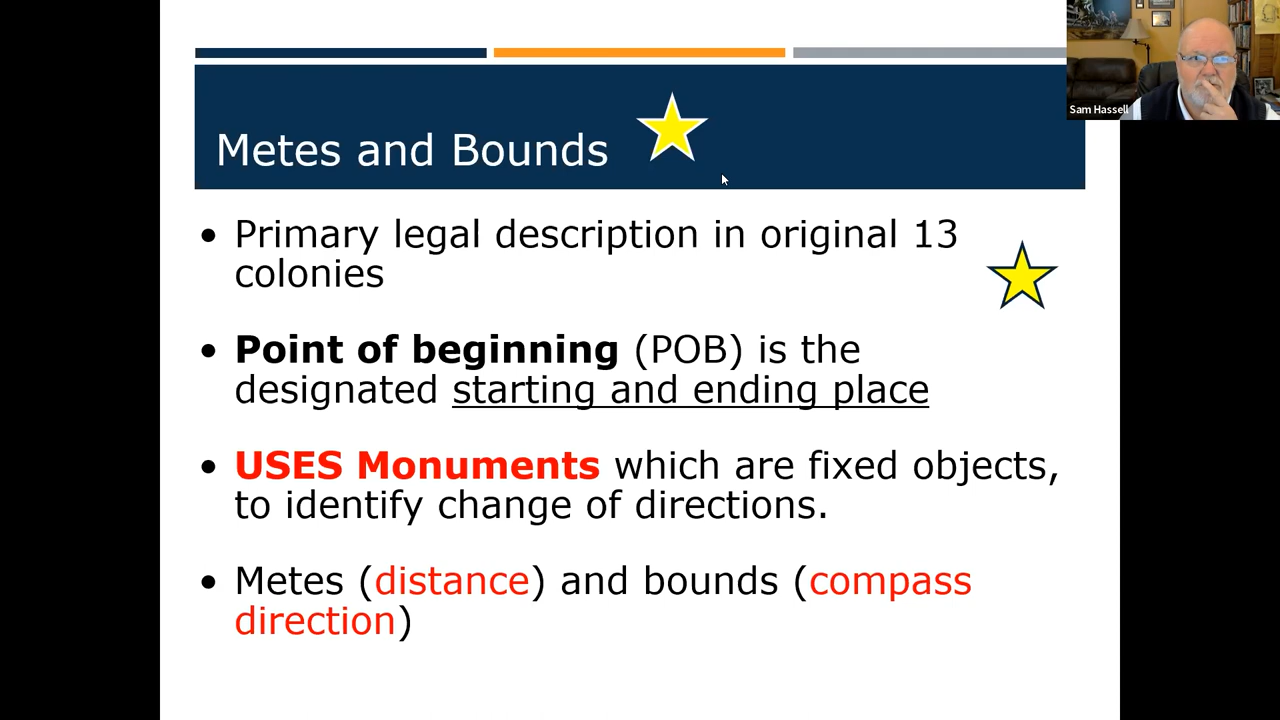 Sam Hassell
Metes and Bounds
• Primary legal description in original 13
colonies
• Point of beginning (POB) is the
designated starting and ending place
• USES Monuments which are fixed objects,
to identify change of directions.
• Metes (distance) and bounds (compass
direction)